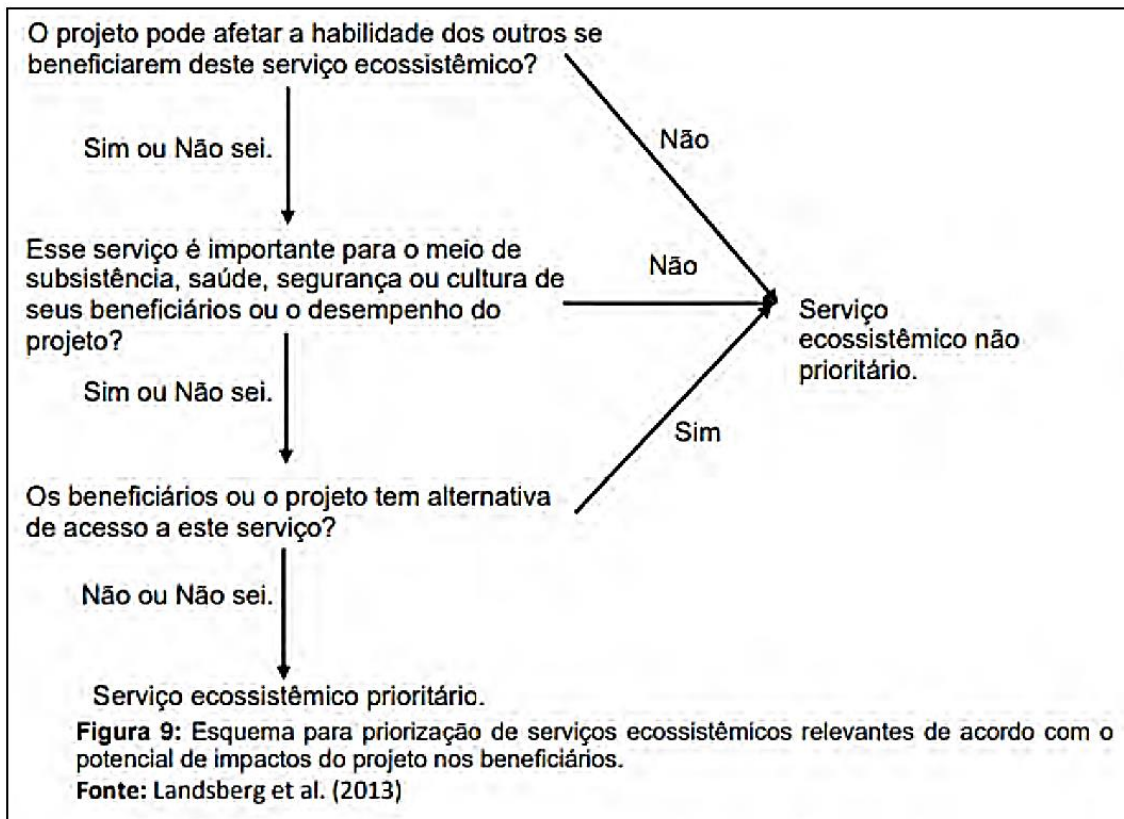 O projeto pode afetar a habilidade dos outros se
beneficiarem deste serviço ecossistêmico?
Não
Sim ou Não sei.
Esse serviço é importante para o meio de
subsistência, saúde, segurança ou cultura de
seus beneficiários ou o desempenho do
projeto?
Não
Serviço
ecossistêmico não
prioritário.
Sim ou Não sei.
Sim
Os beneficiários ou o projeto tem alternativa
de acesso a este serviço?
Não ou Não sei.
Serviço ecossistêmico prioritário.
Figura 9: Esquema para priorização de serviços ecossistêmicos relevantes de acordo com o
potencial de impactos do projeto nos beneficiários.
Fonte: Landsberg et al. (2013)